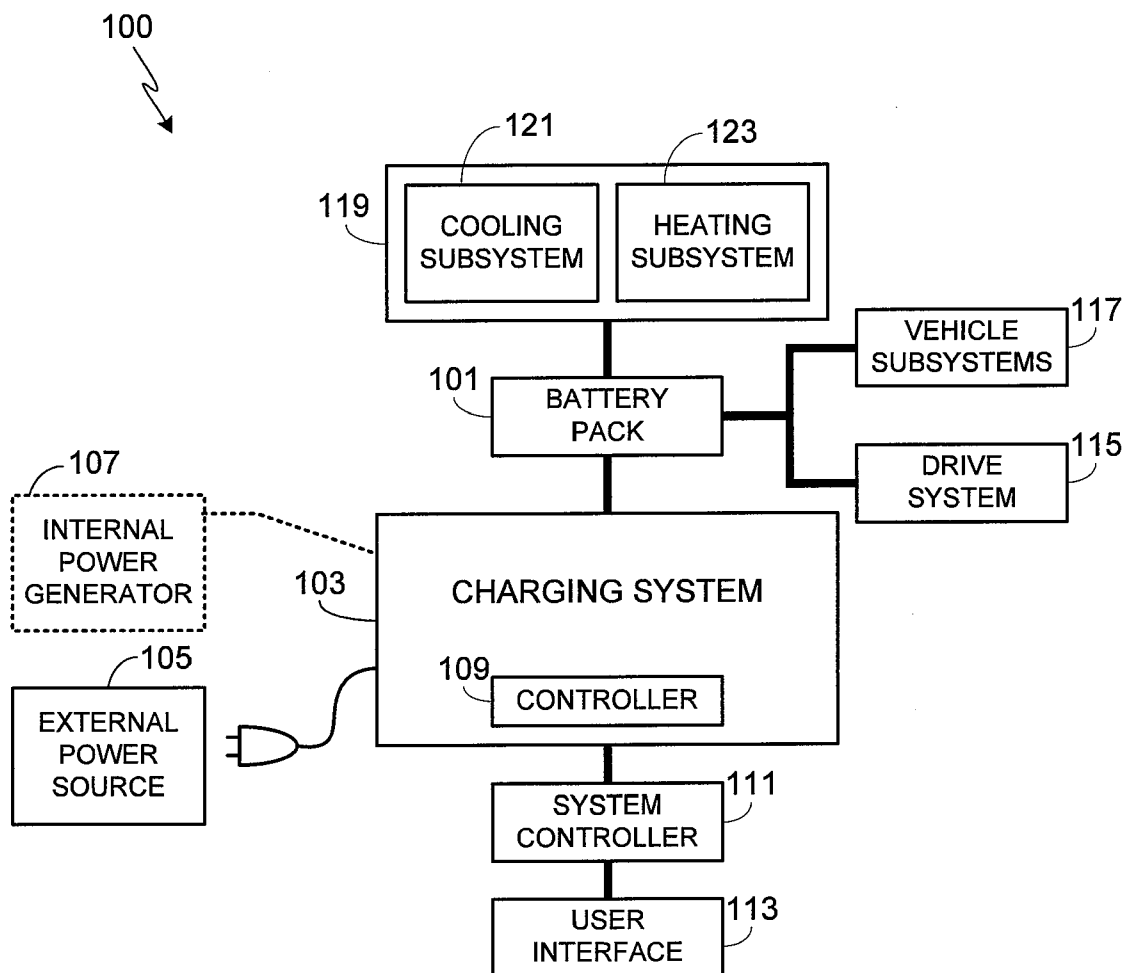 100
121
123
119
COOLING
SUBSYSTEM
HEATING
SUBSYSTEM
117
VEHICLE
SUBSYSTEMS
101
BATTERY
PACK
115
DRIVE
SYSTEM
107
INTERNAL
POWER
GENERATOR
103
CHARGING SYSTEM
105
EXTERNAL
POWER
SOURCE
109
CONTROLLER
111
SYSTEM
CONTROLLER
113
USER
INTERFACE